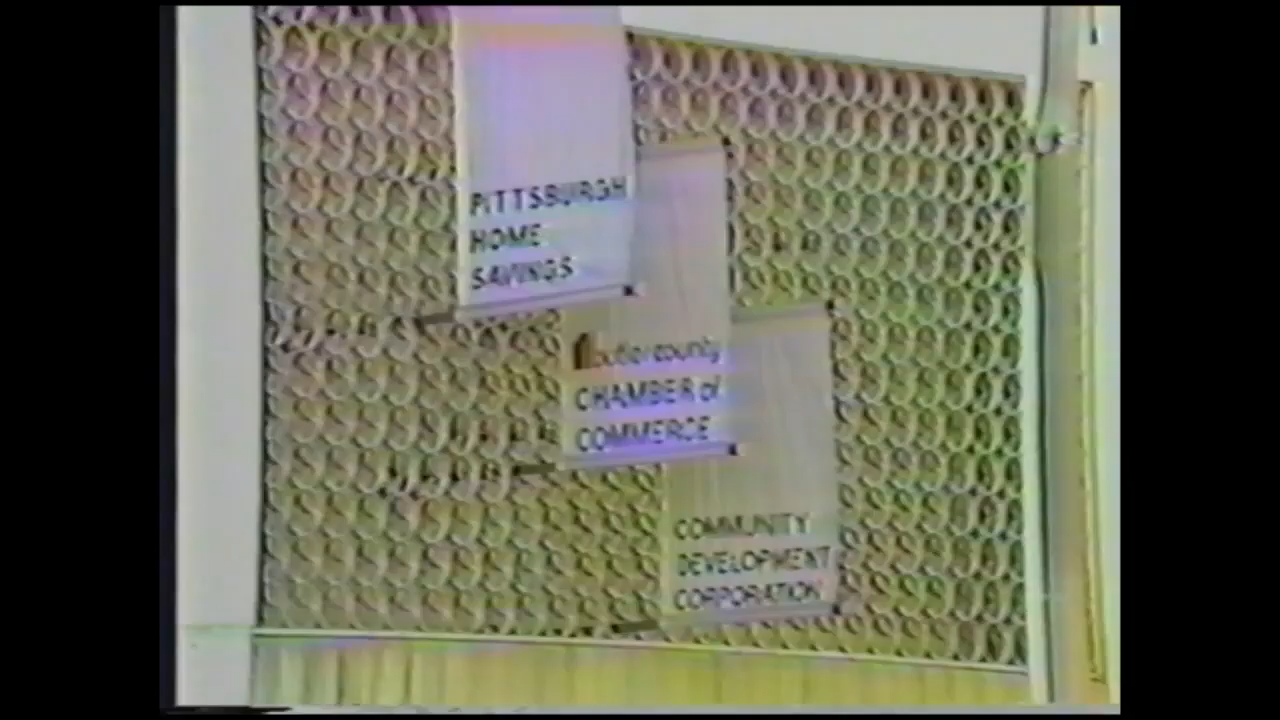 PITTSBURGH
HOME
SAVINGS
butler county
CHAMBER of
COMMERCE
COMMUNITY
DEVELOPMENT
CORPORATION